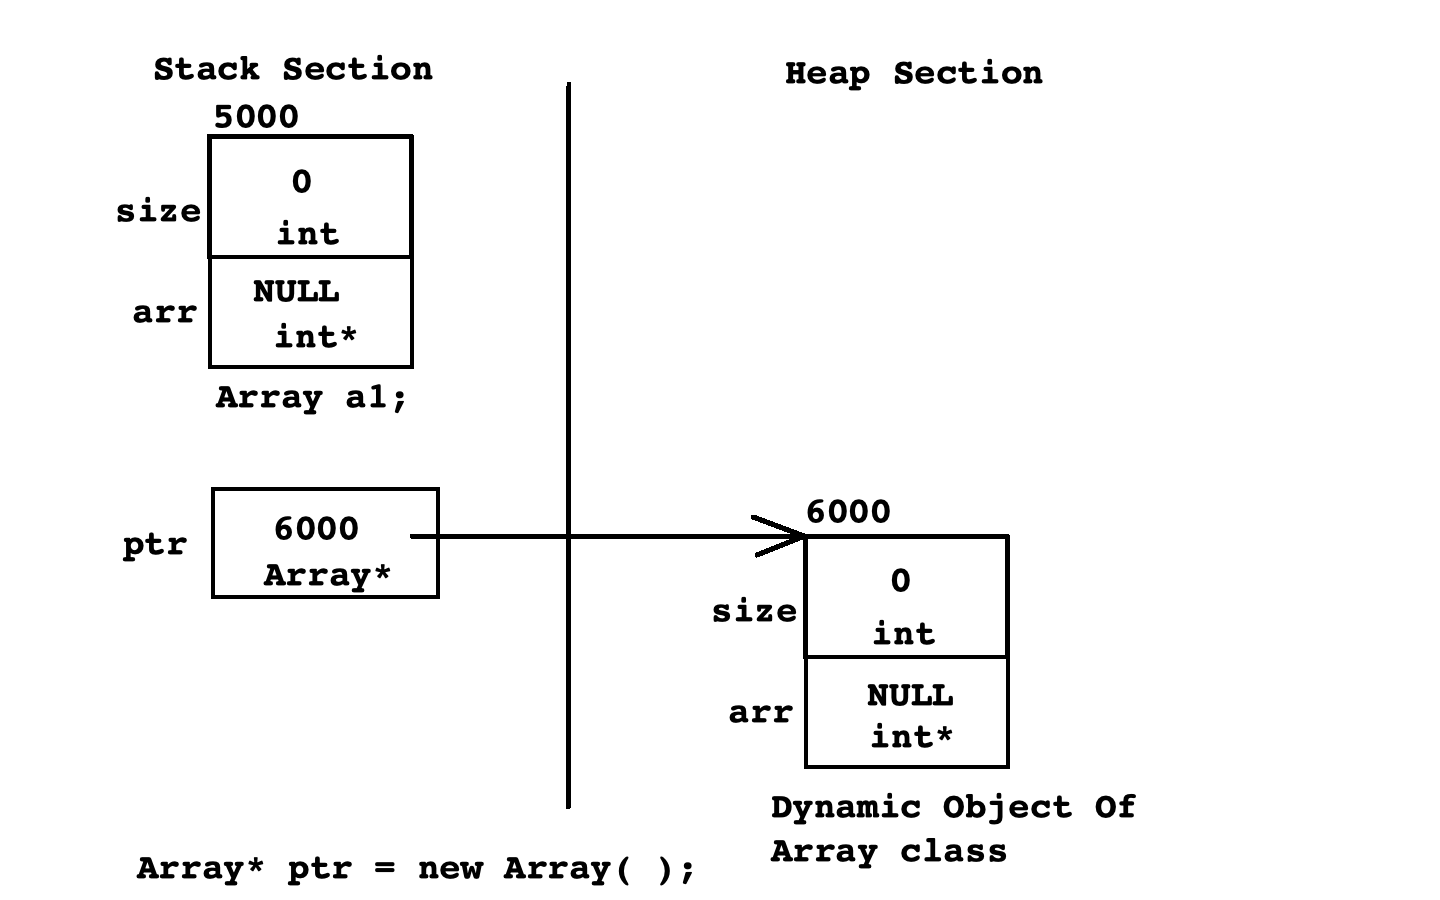 Stack Section
Heap Section
5000
0
size
int
NULL
arr
int*
Array a1;
6000
6000
ptr
Array*
0
size
int
NULL
arr
int*
Dynamic Object Of
Array class
Array* ptr = new Array( );